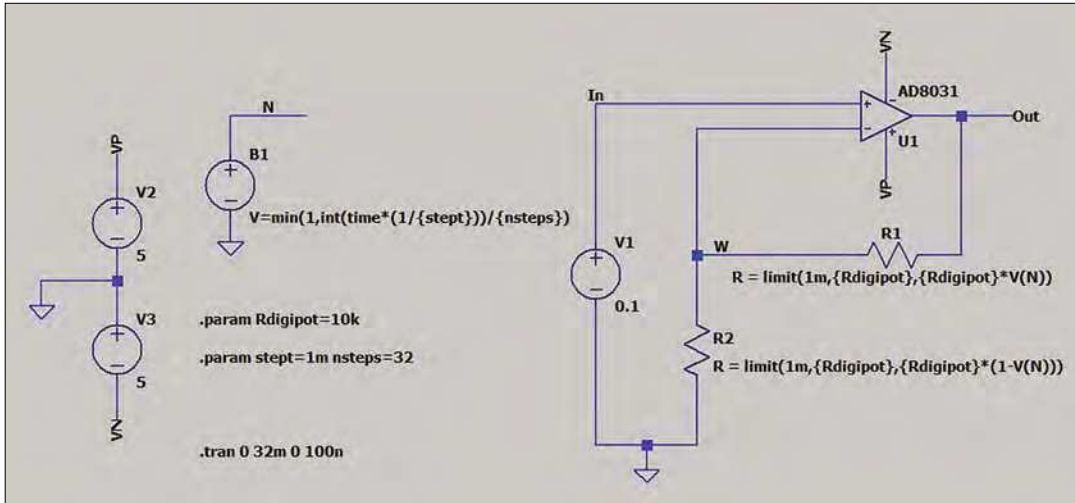 N
VP
B1
V2
V=min(1,int(time*(1/{stept}))/{nsteps})
5
V3
5
VN
.param Rdigipot=10k
.param stept=1m nsteps=32
.tran 0 32m 0 100n
VN
AD8031
In
Out
U1
VP
R1
W
R = limit(1m,{Rdigipot},{Rdigipot}*V(N))
V1
0.1
R2
R = limit(1m,{Rdigipot},{Rdigipot}*(1-V(N)))